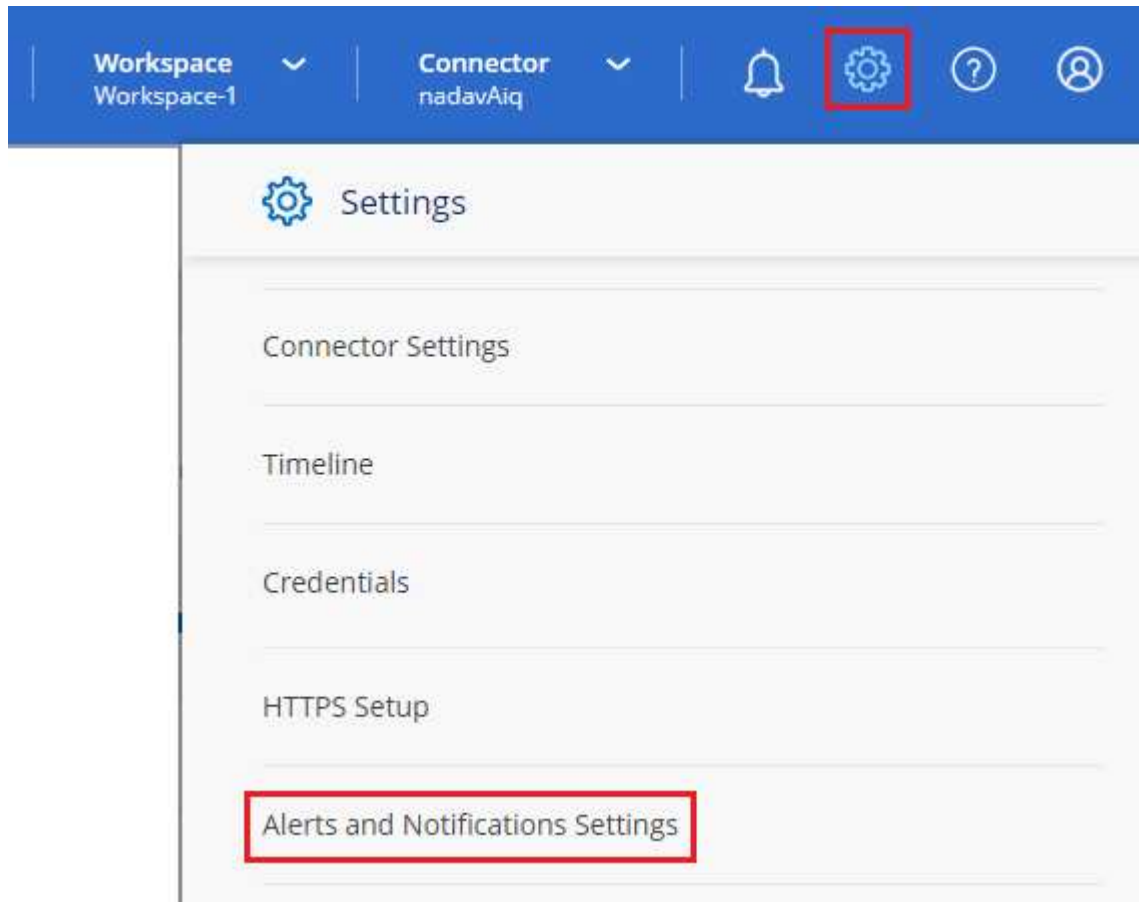 Workspace
Workspace-1
Connector
nadavAiq
Settings
Connector Settings
Timeline
Credentials
HTTPS Setup
Alerts and Notifications Settings